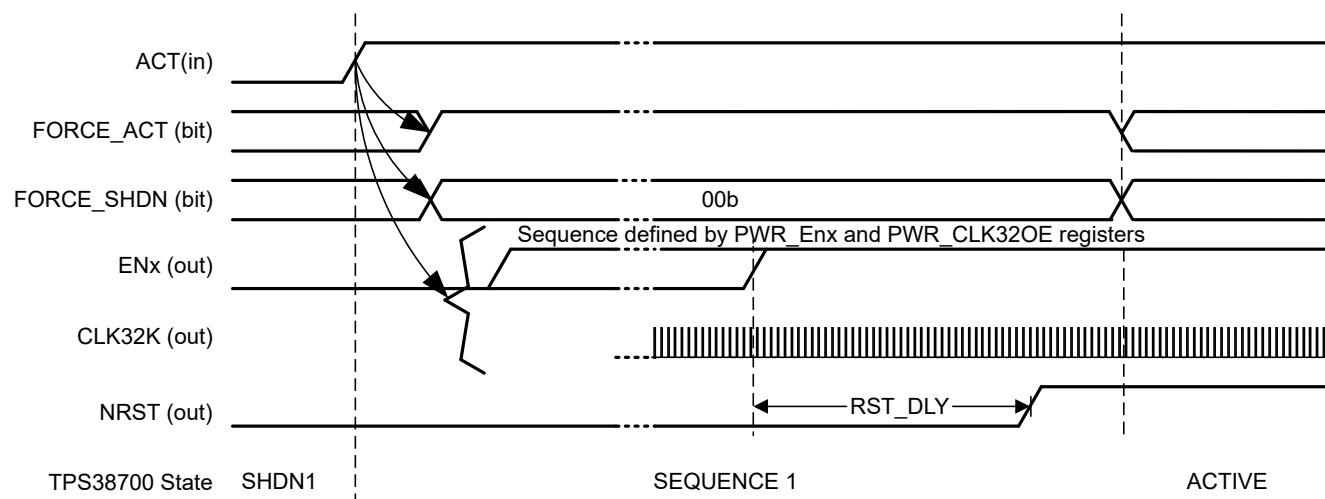 ACT(in)
FORCE_ACT (bit)
FORCE_SHDN (bit)
00b
Sequence defined by PWR_Enx and PWR_CLK32OE registers
ENx (out)
CLK32K (out)
NRST (out)
RST_DLY
TPS38700 State SHDN1 SEQUENCE 1 ACTIVE